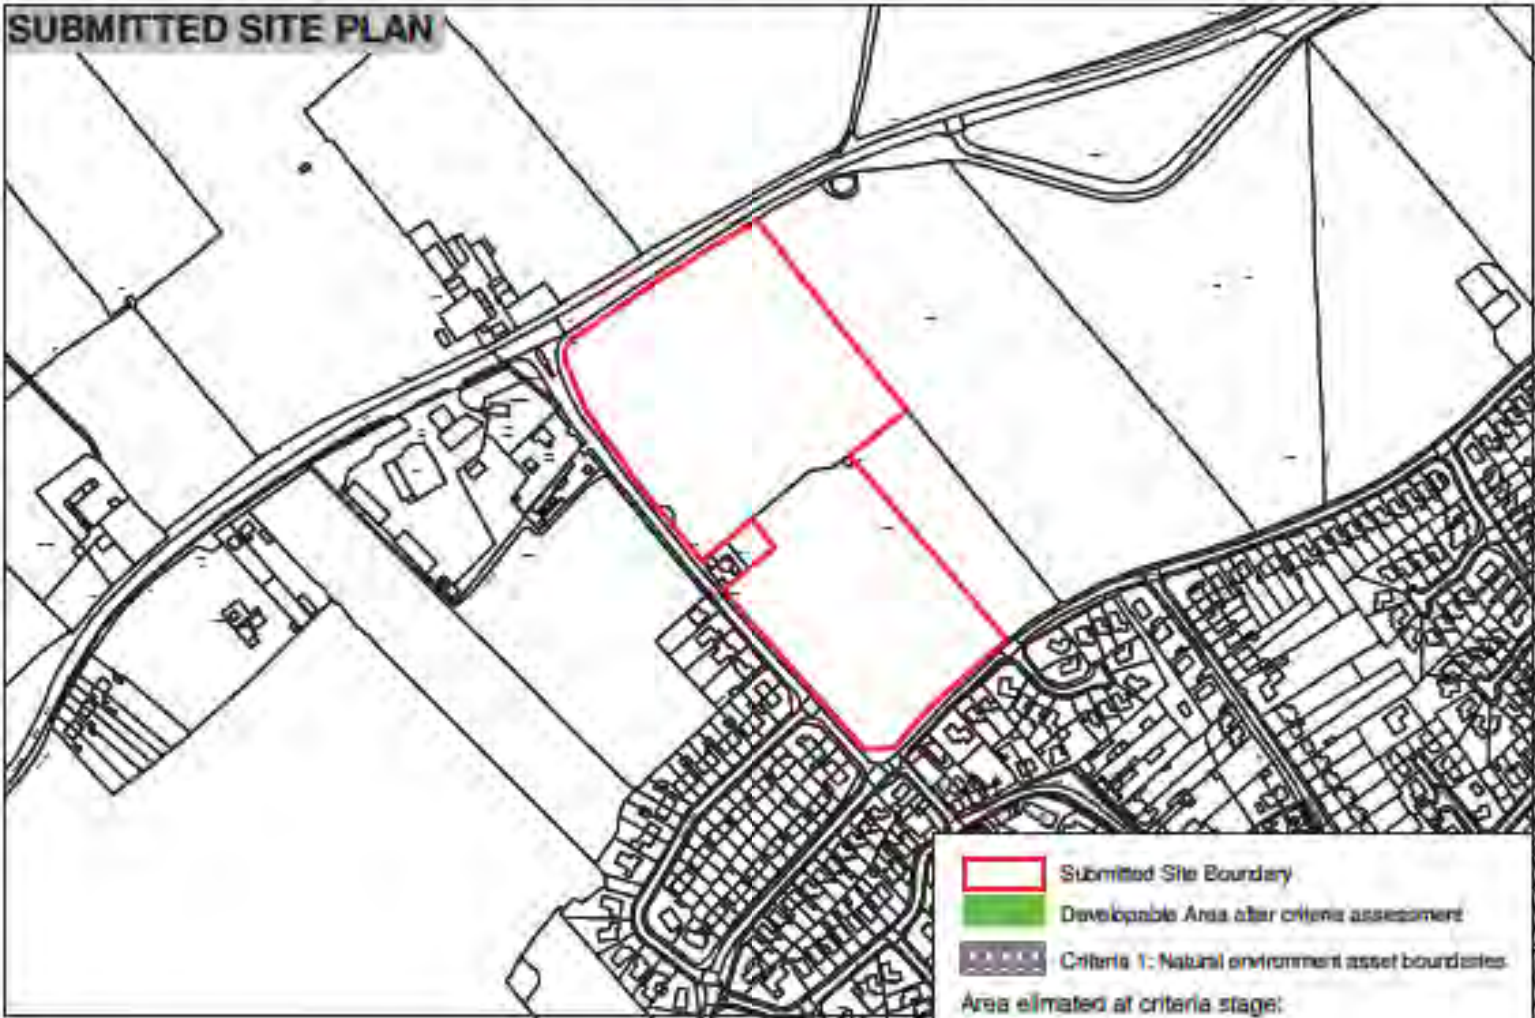 SUBMITTED SITE PLAN
Submitted Site Boundary
Developable Area after criteria assessment
Criteria 1: Natural environment asset boundaries
Area elimated at criteria stage: